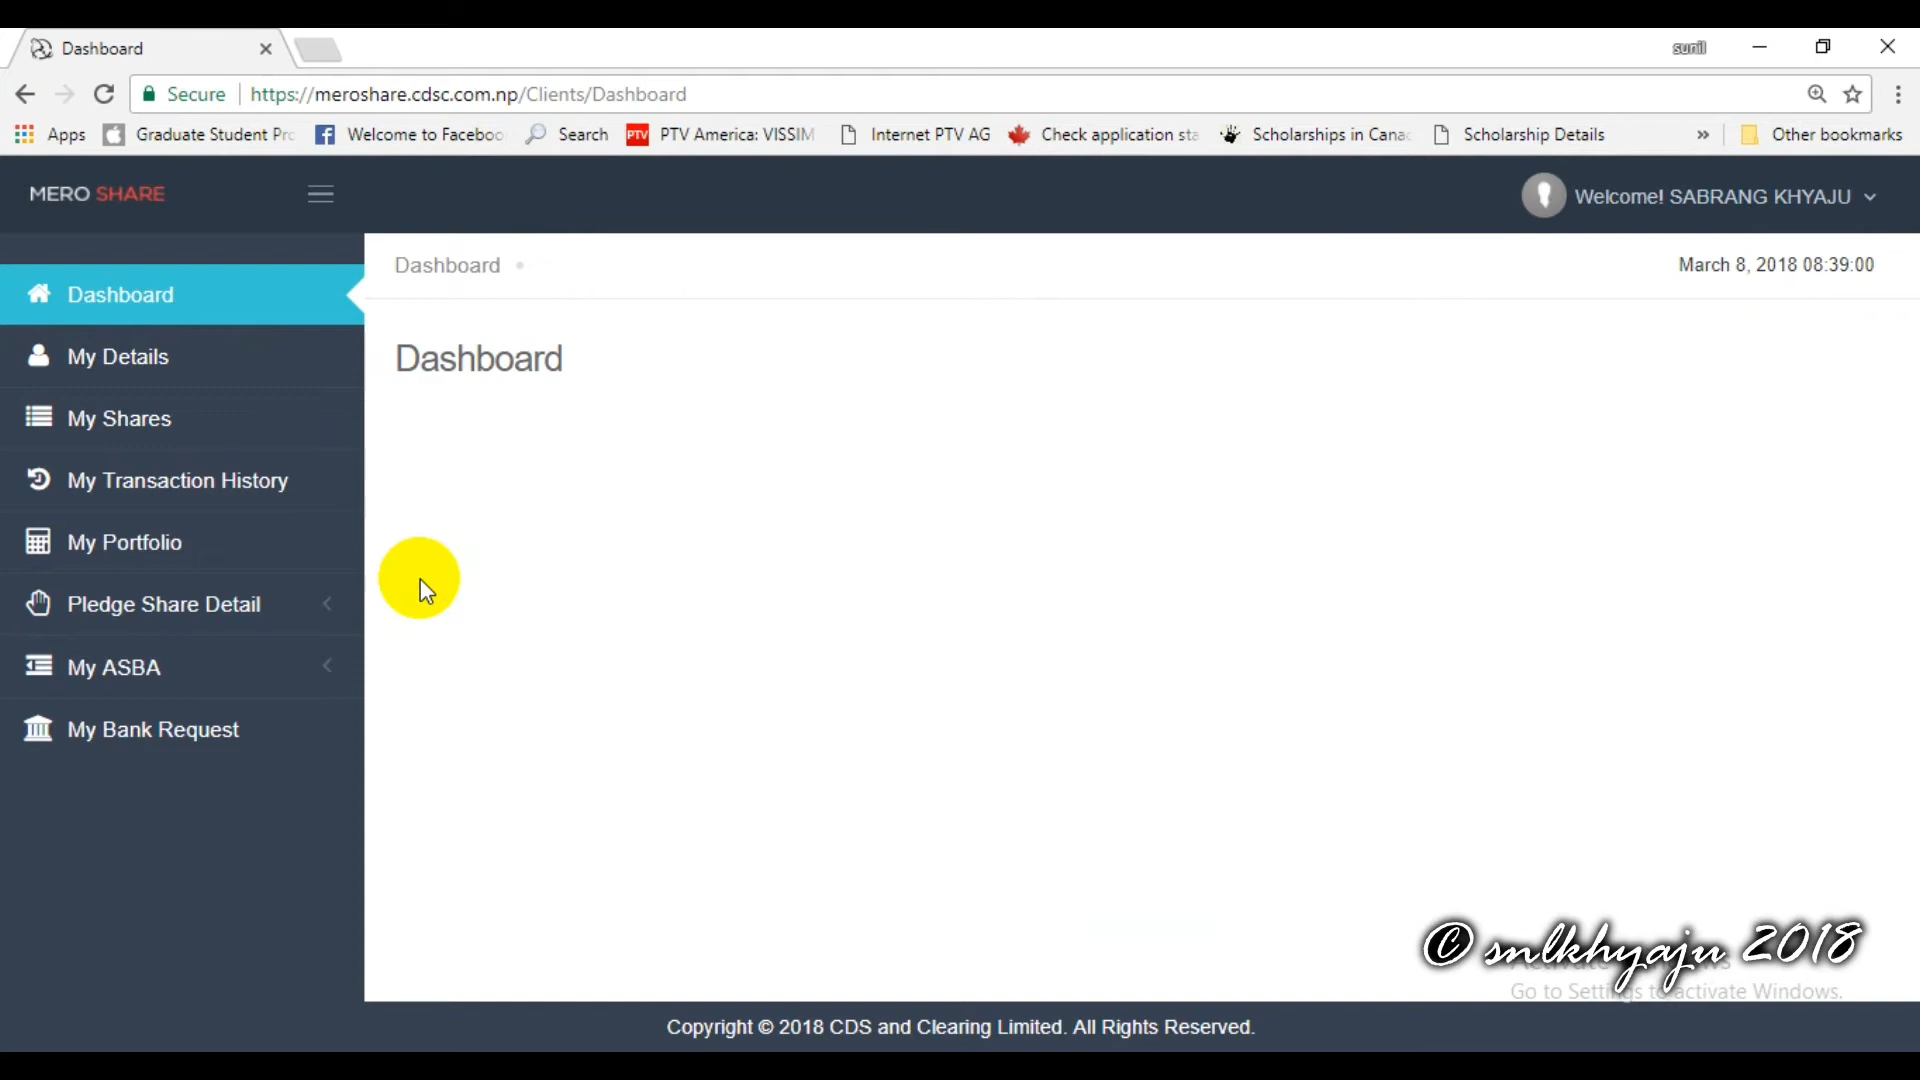 Dashboard
sunil
Secure https://meroshare.cdsc.com.np/Clients/Dashboard
Apps Graduate Student Pro Welcome to Faceboo Search PTV PTV America: VISSIM Internet PTV AG Check application sta Scholarships in Canad Scholarship Details » Other bookmarks
MERO SHARE
Welcome! SABRANG KHYAJU
Dashboard
March 8, 2018 08:39:00
Dashboard
My Details
My Shares
My Transaction History
My Portfolio
Pledge Share Detail
My ASBA
My Bank Request
Dashboard
© snlkhyaju 2018
Go to Settings to activate Windows.
Copyright © 2018 CDS and Clearing Limited. All Rights Reserved.